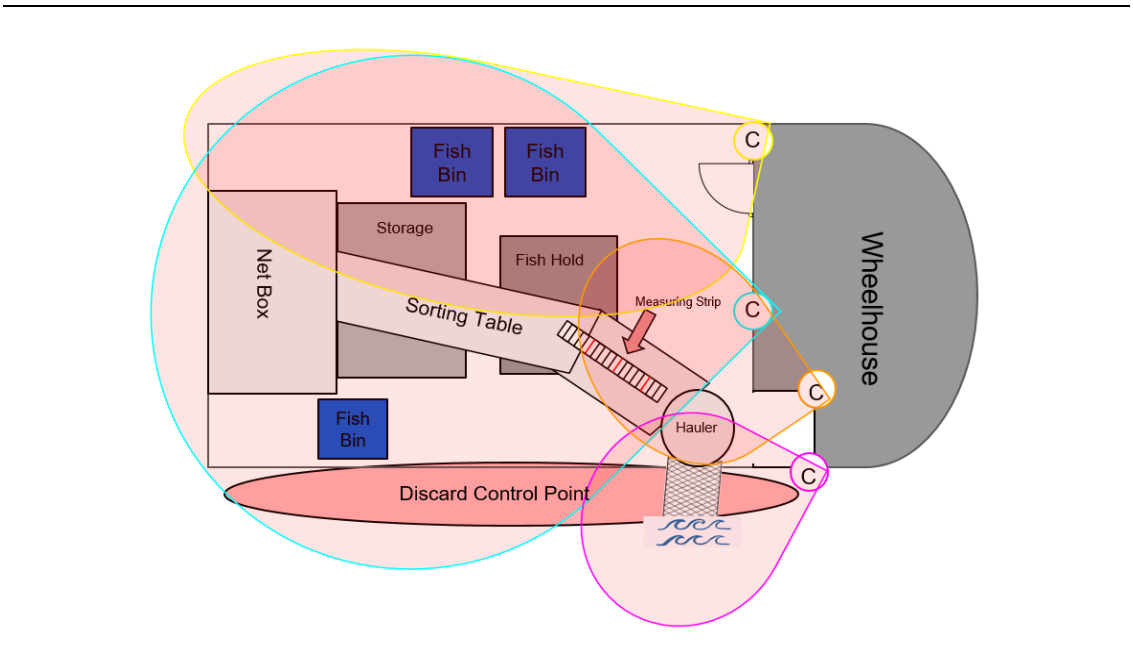 C
Fish
Bin
Fish
Bin
Storage
Wheelhouse
Net Box
Fish Hold
Measuring Strip
C
Sorting Table
C
Fish
Bin
Hauler
C
Discard Control Point